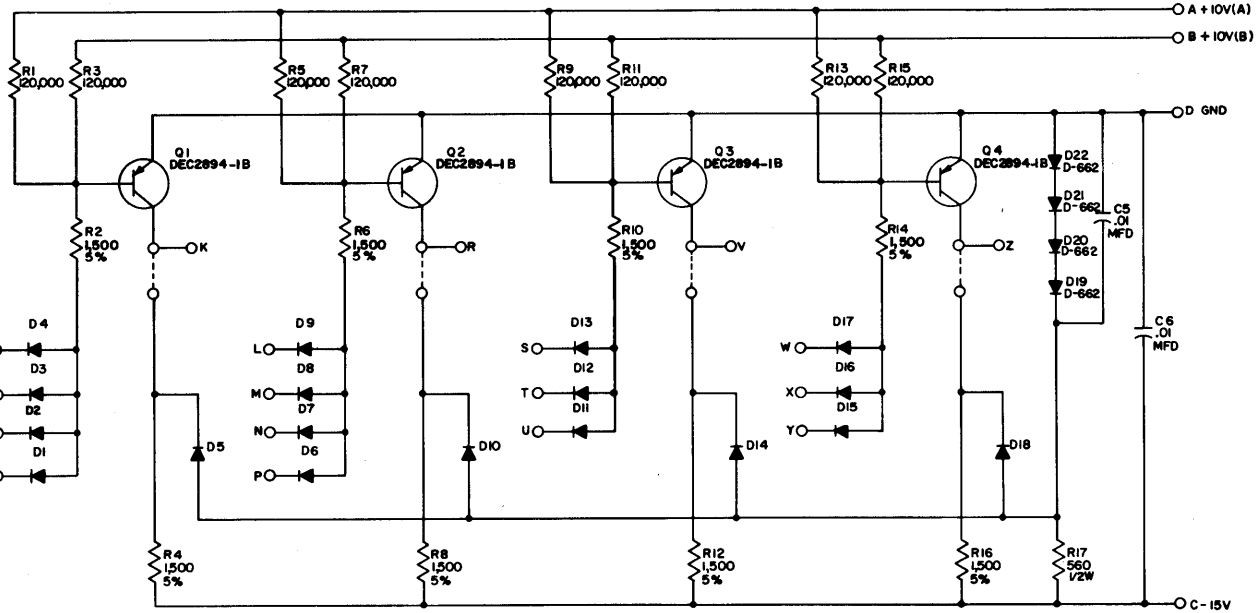 A+10V(A)
B+10V(B)
R1
120,000
R3
120,000
R5
120,000
R7
120,000
R9
120,000
R11
120,000
R13
120,000
R15
120,000
D GND
Q1
DEC2894-1B
Q2
DEC2894-1B
Q3
DEC2894-1B
Q4
DEC2894-1B
D22
D-662
D21
D-662
D20
D-662
D19
D-662
C5
.01
MFD
R2
1,500
5%
K
R6
1,500
5%
R
R10
1,500
5%
V
R14
1,500
5%
Z
C6
.01
MFD
D4
D3
D2
D1
D9
L
D8
M
D7
N
D6
P
D13
S
D12
T
D11
U
D17
W
D16
X
D15
Y
D5
D10
D14
D18
R4
1,500
5%
R8
1,500
5%
R12
1,500
5%
R16
1,500
5%
R17
560
1/2W
C-15V